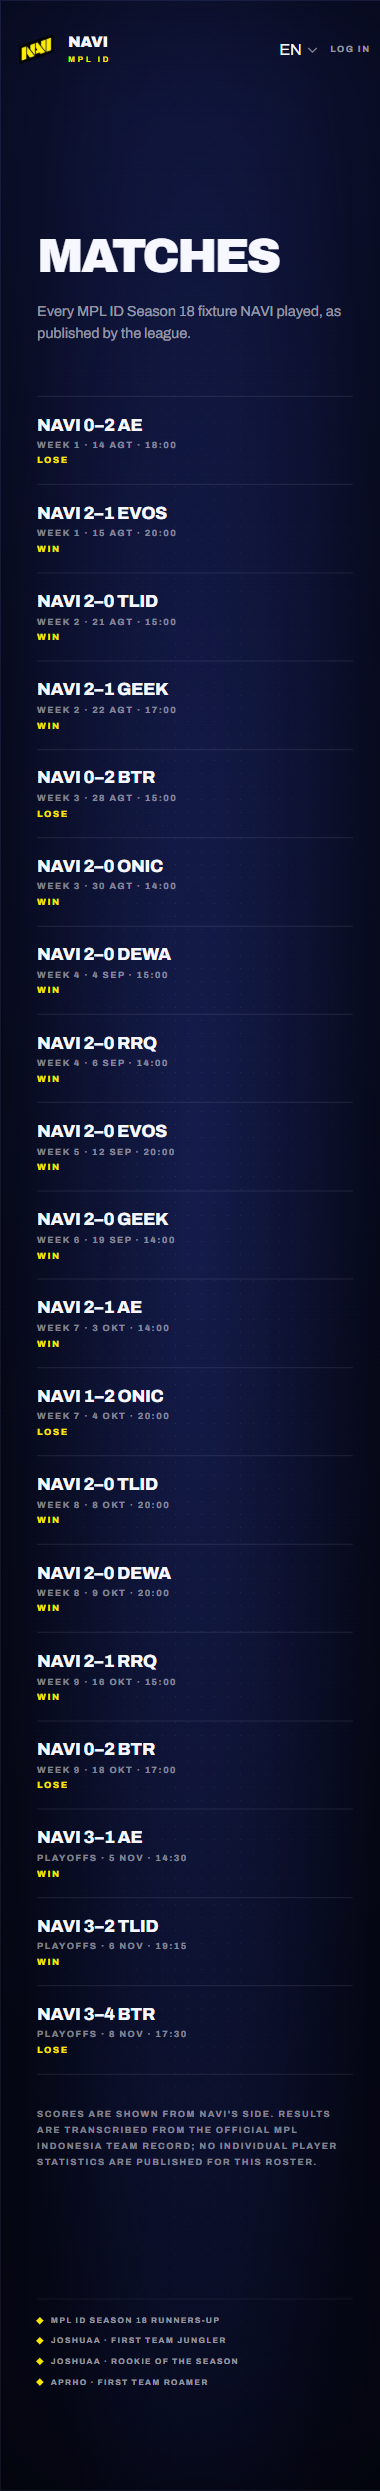 NAVI
MPL ID
EN
LOG IN
MATCHES
Every MPL ID Season 18 fixture NAVI played, as
published by the league.
NAVI 0–2 AE
WEEK 1 · 14 AGT · 18:00
LOSE
NAVI 2–1 EVOS
WEEK 1 · 15 AGT · 20:00
WIN
NAVI 2–0 TLID
WEEK 2 · 21 AGT · 15:00
WIN
NAVI 2–1 GEEK
WEEK 2 · 22 AGT · 17:00
WIN
NAVI 0–2 BTR
WEEK 3 · 28 AGT · 15:00
LOSE
NAVI 2–0 ONIC
WEEK 3 · 30 AGT · 14:00
WIN
NAVI 2–0 DEWA
WEEK 4 · 4 SEP · 15:00
WIN
NAVI 2–0 RRQ
WEEK 4 · 6 SEP · 14:00
WIN
NAVI 2–0 EVOS
WEEK 5 · 12 SEP · 20:00
WIN
NAVI 2–0 GEEK
WEEK 6 · 19 SEP · 14:00
WIN
NAVI 2–1 AE
WEEK 7 · 3 OKT · 14:00
WIN
NAVI 1–2 ONIC
WEEK 7 · 4 OKT · 20:00
LOSE
NAVI 2–0 TLID
WEEK 8 · 8 OKT · 20:00
WIN
NAVI 2–0 DEWA
WEEK 8 · 9 OKT · 20:00
WIN
NAVI 2–1 RRQ
WEEK 9 · 16 OKT · 15:00
WIN
NAVI 0–2 BTR
WEEK 9 · 18 OKT · 17:00
LOSE
NAVI 3–1 AE
PLAYOFFS · 5 NOV · 14:30
WIN
NAVI 3–2 TLID
PLAYOFFS · 6 NOV · 19:15
WIN
NAVI 3–4 BTR
PLAYOFFS · 8 NOV · 17:30
LOSE
SCORES ARE SHOWN FROM NAVI'S SIDE. RESULTS
ARE TRANSCRIBED FROM THE OFFICIAL MPL
INDONESIA TEAM RECORD; NO INDIVIDUAL PLAYER
STATISTICS ARE PUBLISHED FOR THIS ROSTER.
MPL ID SEASON 18 RUNNERS-UP
JOSHUAA · FIRST TEAM JUNGLER
JOSHUAA · ROOKIE OF THE SEASON
APRHO · FIRST TEAM ROAMER